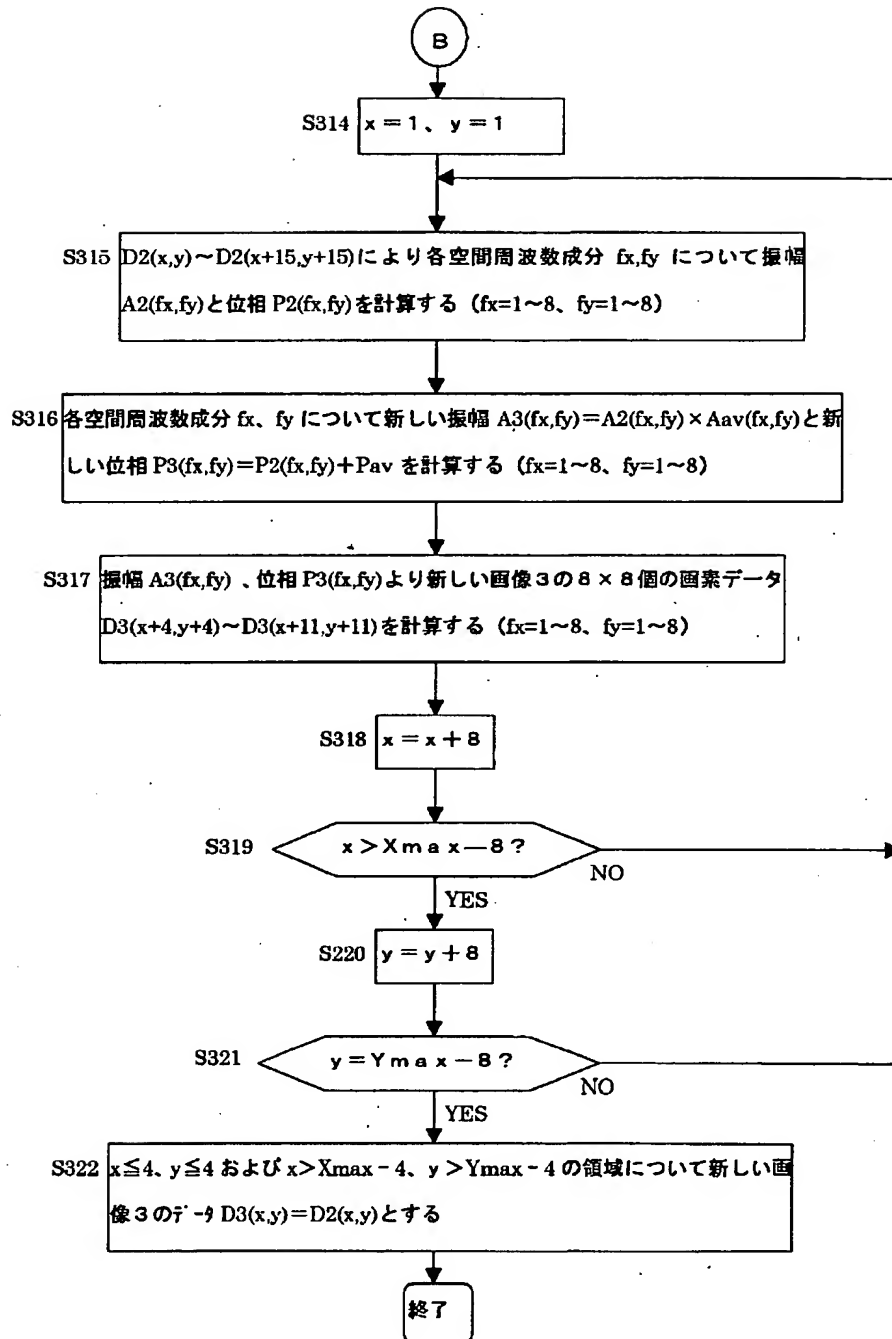 B
S314 x=1、y=1
S315 D2(x,y)~D2(x+15,y+15)により各空間周波数成分 fx,fy について振幅
A2(fx,fy)と位相 P2(fx,fy)を計算する (fx=1~8、fy=1~8)
S316 各空間周波数成分 fx、fy について新しい振幅 A3(fx,fy)=A2(fx,fy)×Aav(fx,fy)と新
しい位相 P3(fx,fy)=P2(fx,fy)+Pav を計算する (fx=1~8、fy=1~8)
S317 振幅 A3(fx,fy) 、位相 P3(fx,fy)より新しい画像3の8×8個の画素データ
D3(x+4,y+4)~D3(x+11,y+11)を計算する (fx=1~8、fy=1~8)
S318 x=x+8
S319 x>Xmax―8?
NO
YES
S220 y=y+8
S321 y=Ymax-8?
NO
YES
S322 x≦4、y≦4 および x>Xmax-4、y>Ymax-4 の領域について新しい画
像3のデータ D3(x,y)=D2(x,y)とする
終了